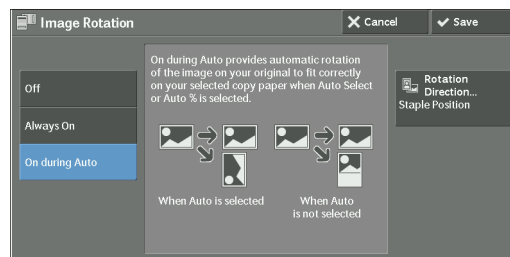 Image Rotation
Cancel
Save
Off
Always On
On during Auto
On during Auto provides automatic rotation
of the image on your original to fit correctly
on your selected copy paper when Auto Select
or Auto % is selected.
When Auto is selected
When Auto
is not selected
Rotation
Direction...
Staple Position